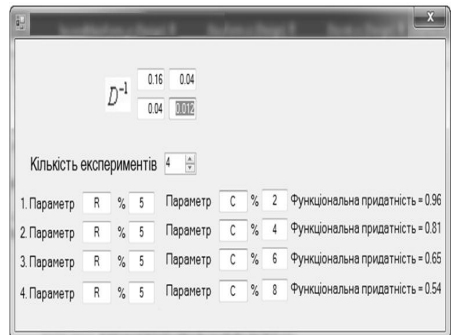 0.16 0.04
D⁻¹
0.04 0.012
Кількість експериментів 4
1. Параметр R % 5 Параметр C % 2 Функціональна придатність = 0.96
2. Параметр R % 5 Параметр C % 4 Функціональна придатність = 0.81
3. Параметр R % 5 Параметр C % 6 Функціональна придатність = 0.65
4. Параметр R % 5 Параметр C % 8 Функціональна придатність = 0.54